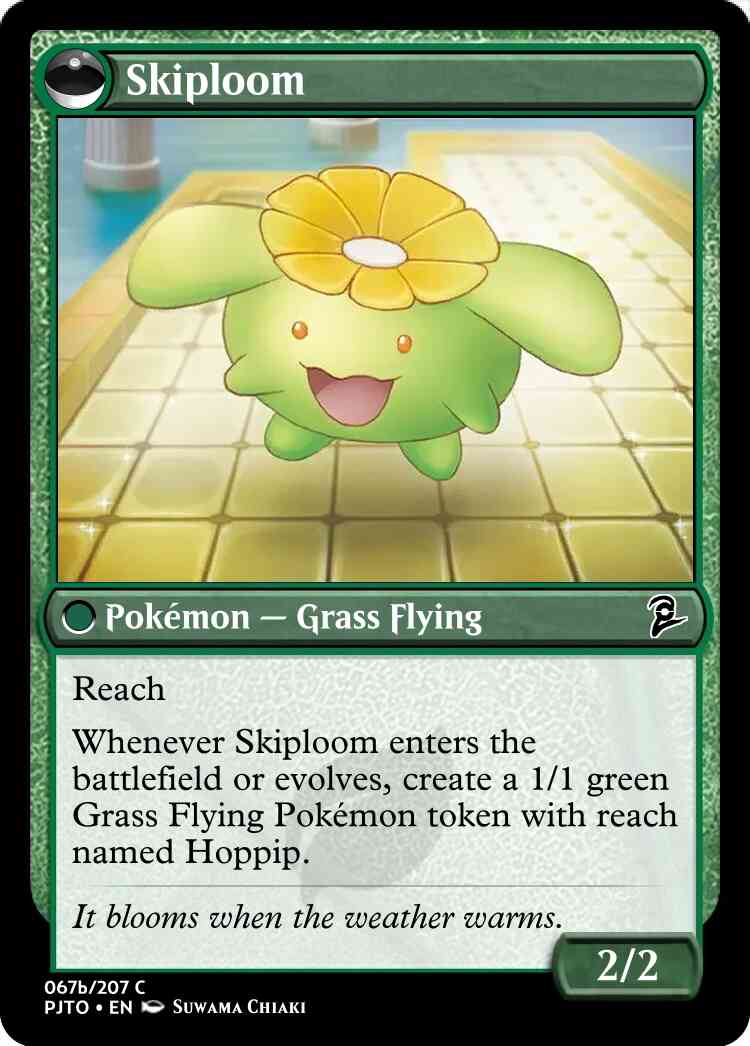 Skiploom
Pokémon — Grass Flying
Reach
Whenever Skiploom enters the
battlefield or evolves, create a 1/1 green
Grass Flying Pokémon token with reach
named Hoppip.
It blooms when the weather warms.
2/2
067b/207 C
PJTO • EN Suwama Chiaki